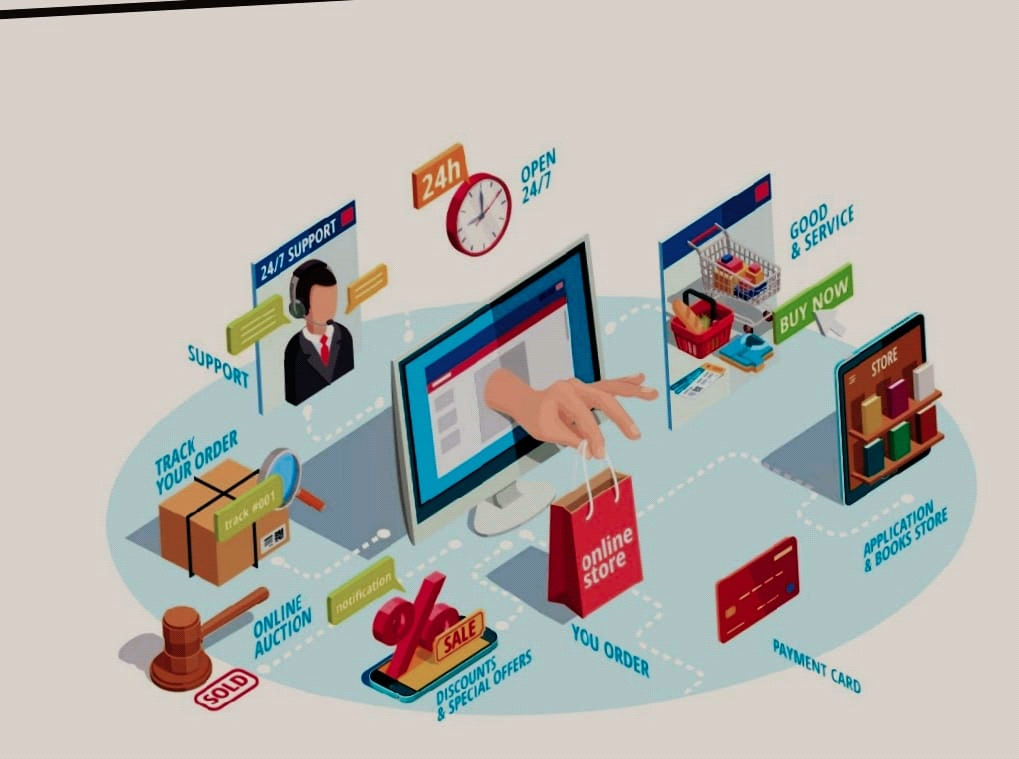 24h
OPEN
24/7
24/7 SUPPORT
SUPPORT
GOOD
& SERVICE
BUY NOW
STORE
TRACK
YOUR ORDER
track #001
APPLICATION
& BOOKS STORE
online
store
notification
ONLINE
AUCTION
SOLD
SALE
DISCOUNTS
& SPECIAL OFFERS
YOU ORDER
PAYMENT CARD